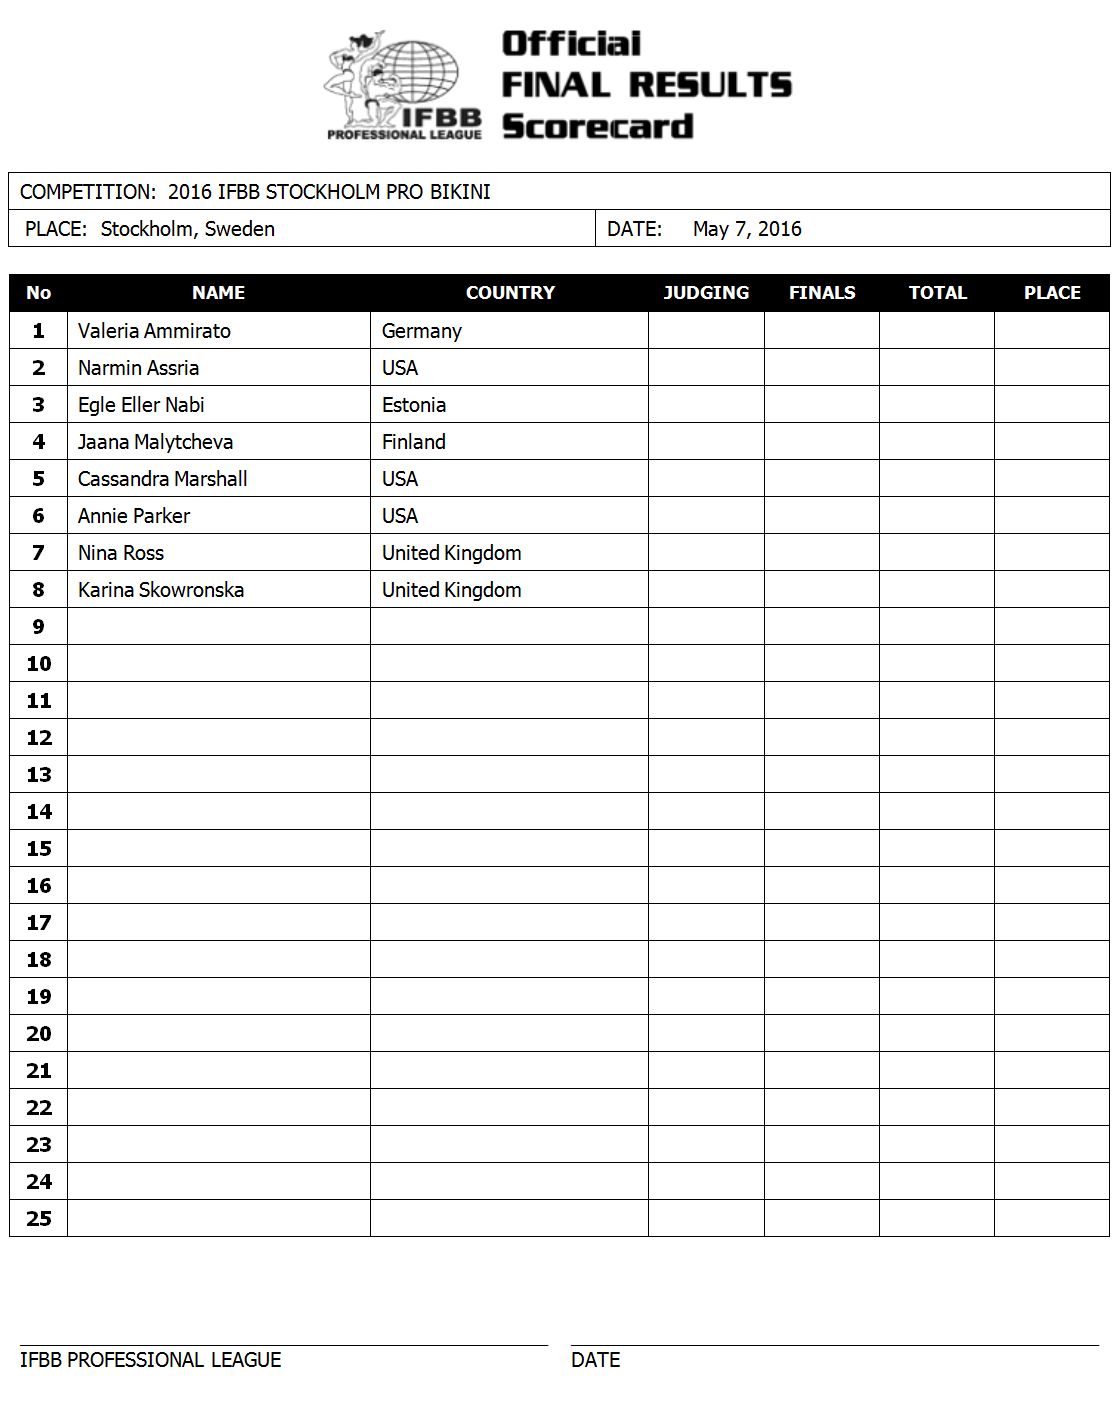 Official
FINAL RESULTS
Scorecard
IFBB
PROFESSIONAL LEAGUE
COMPETITION: 2016 IFBB STOCKHOLM PRO BIKINI
PLACE: Stockholm, Sweden DATE: May 7, 2016
No NAME COUNTRY JUDGING FINALS TOTAL PLACE
1 Valeria Ammirato Germany
2 Narmin Assria USA
3 Egle Eller Nabi Estonia
4 Jaana Malytcheva Finland
5 Cassandra Marshall USA
6 Annie Parker USA
7 Nina Ross United Kingdom
8 Karina Skowronska United Kingdom
9
10
11
12
13
14
15
16
17
18
19
20
21
22
23
24
25
IFBB PROFESSIONAL LEAGUE DATE